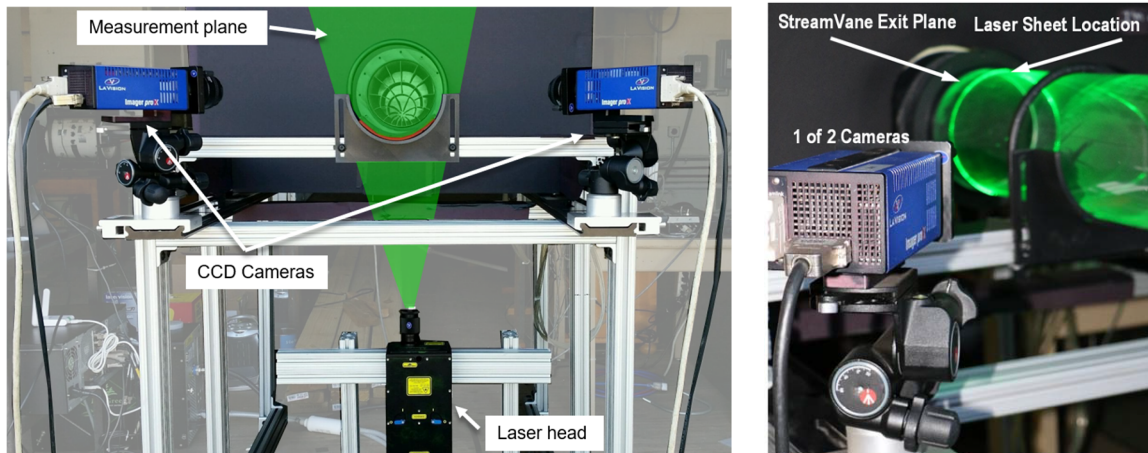 Measurement plane
LAVISION
Imager pro X
LAVISION
Imager pro X
CCD Cameras
Laser head
StreamVane Exit Plane
Laser Sheet Location
1 of 2 Cameras
LAVISION
Imager pro X